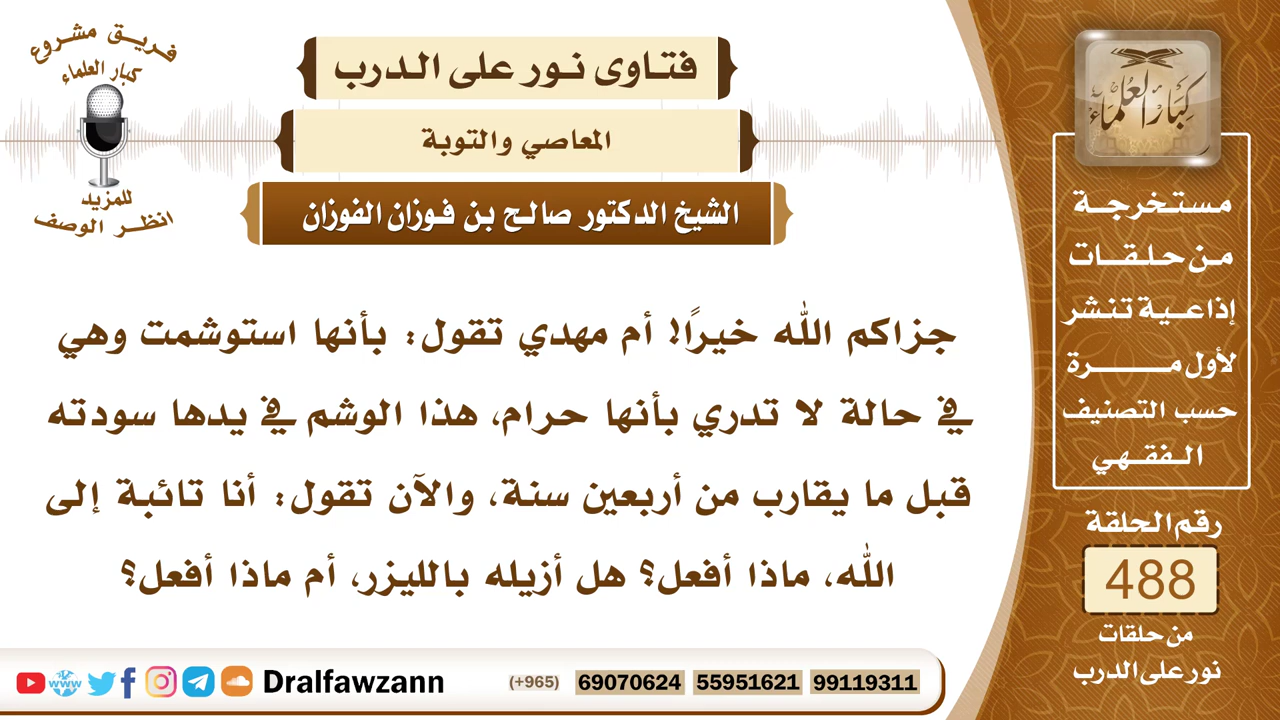 فريق مشروع
كبار العلماء
للمزيد
انظر الوصف
فتاوى نور على الدرب
المعاصي والتوبة
الشيخ الدكتور صالح بن فوزان الفوزان
جزاكم الله خيرًا! أم مهدي تقول: بأنها استوشمت وهي
في حالة لا تدري بأنها حرام، هذا الوشم في يدها سودته
قبل ما يقارب من أربعين سنة، والآن تقول: أنا تائبة إلى
الله، ماذا أفعل؟ هل أزيله بالليزر، أم ماذا أفعل؟
كبار العلماء
مستخرجة
من حلقات
إذاعية تنشر
لأول مرة
حسب التصنيف
الفقهي
رقم الحلقة
488
من حلقات
نور على الدرب
www Dralfawzann (+965) 69070624 55951621 99119311